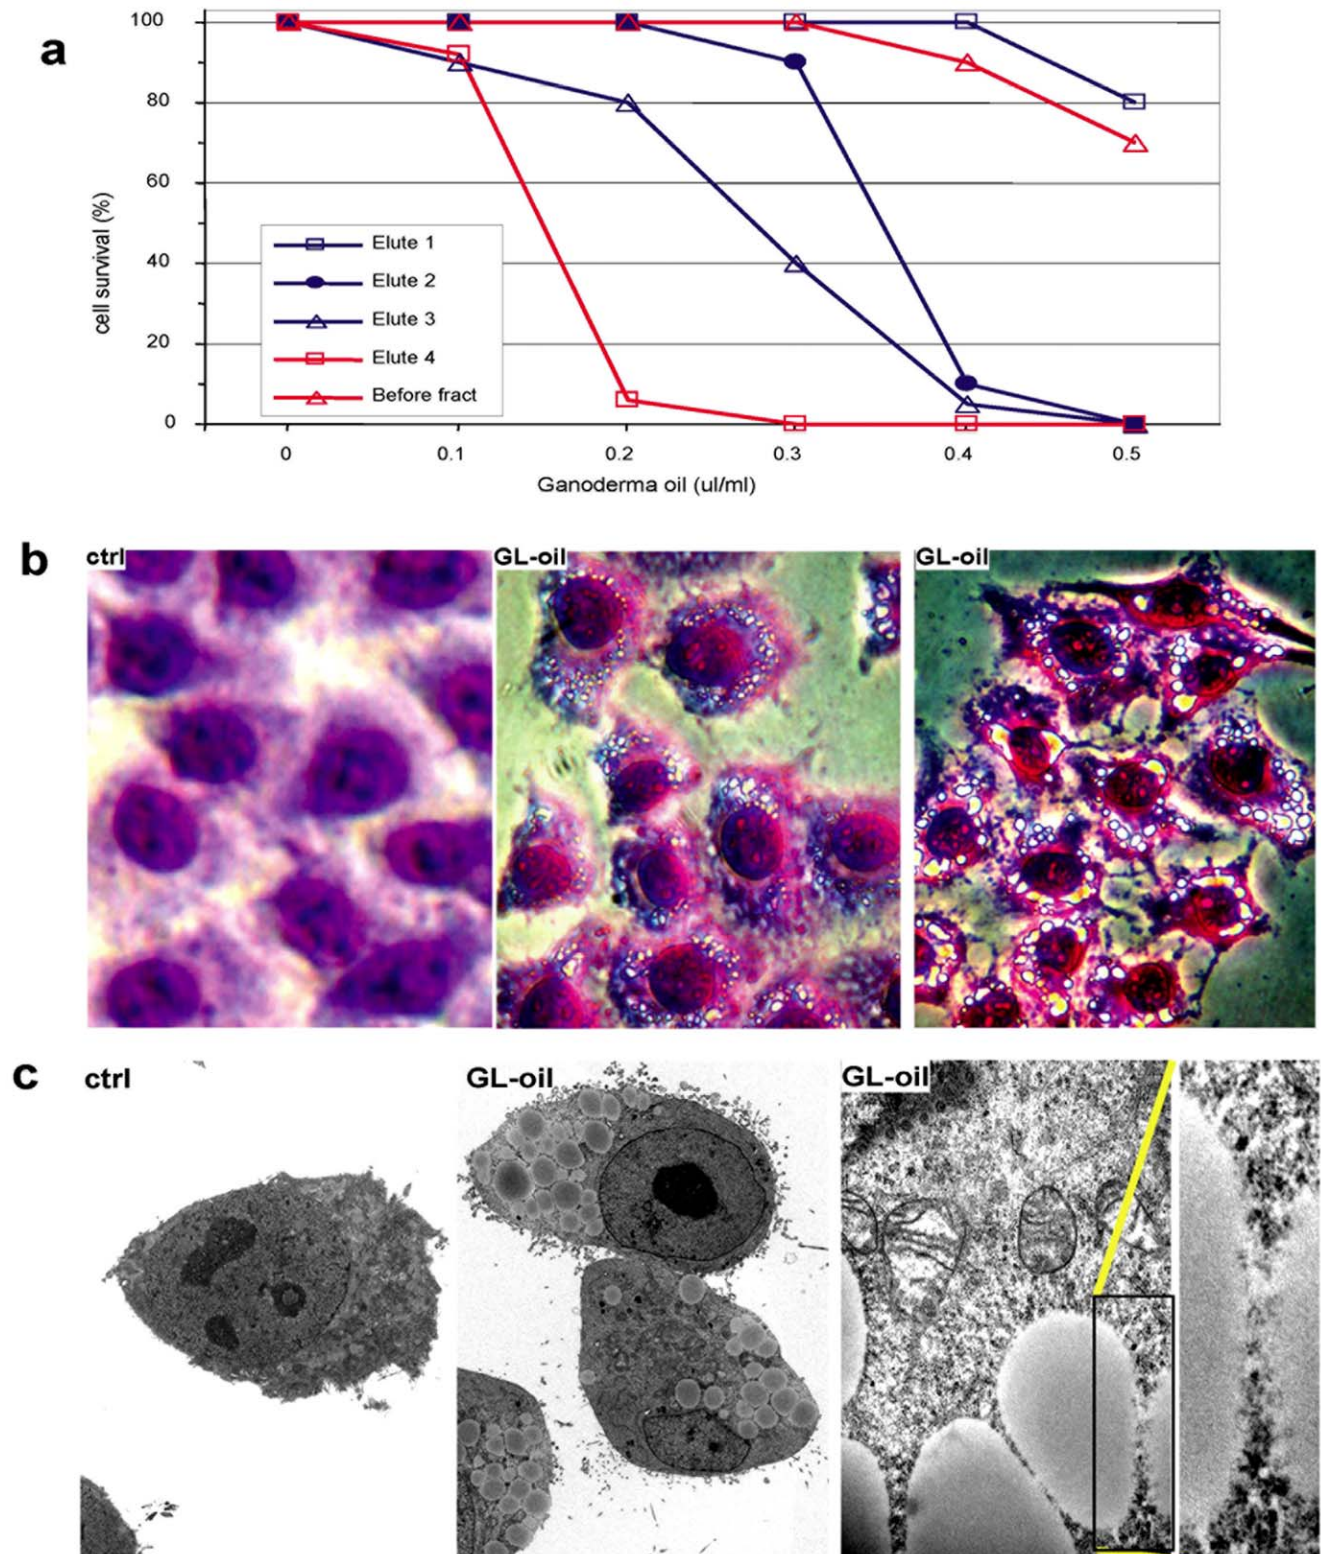 a
100
80
60
40
20
0
cell survival (%)
Elute 1
Elute 2
Elute 3
Elute 4
Before fract
0 0.1 0.2 0.3 0.4 0.5
Ganoderma oil (ul/ml)
b
ctrl GL-oil GL-oil
c
ctrl GL-oil GL-oil